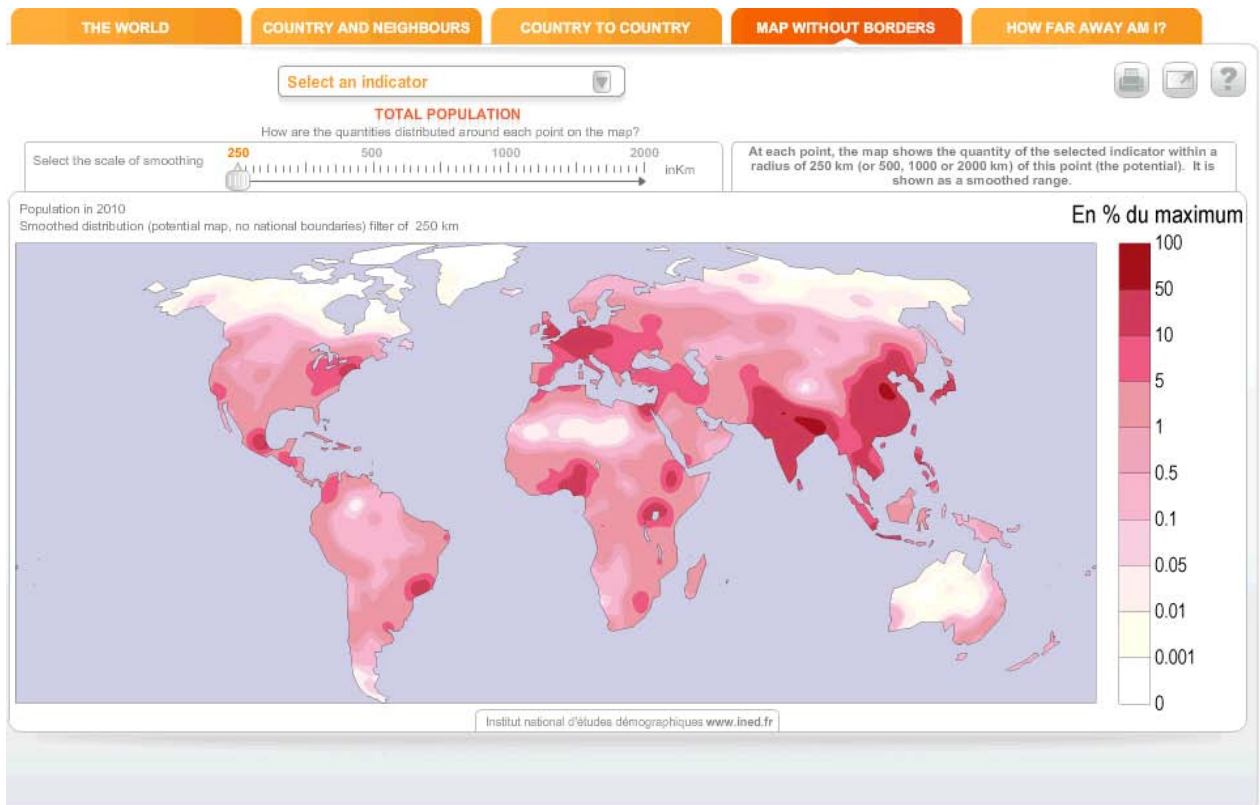 THE WORLD
COUNTRY AND NEIGHBOURS
COUNTRY TO COUNTRY
MAP WITHOUT BORDERS
HOW FAR AWAY AM I?
Select an indicator
?
TOTAL POPULATION
How are the quantities distributed around each point on the map?
Select the scale of smoothing
250
500
1000
2000
inKm
At each point, the map shows the quantity of the selected indicator within a
radius of 250 km (or 500, 1000 or 2000 km) of this point (the potential). It is
shown as a smoothed range.
Population in 2010
Smoothed distribution (potential map, no national boundaries) filter of 250 km
En % du maximum
100
50
10
5
1
0.5
0.1
0.05
0.01
0.001
0
Institut national d'études démographiques www.ined.fr